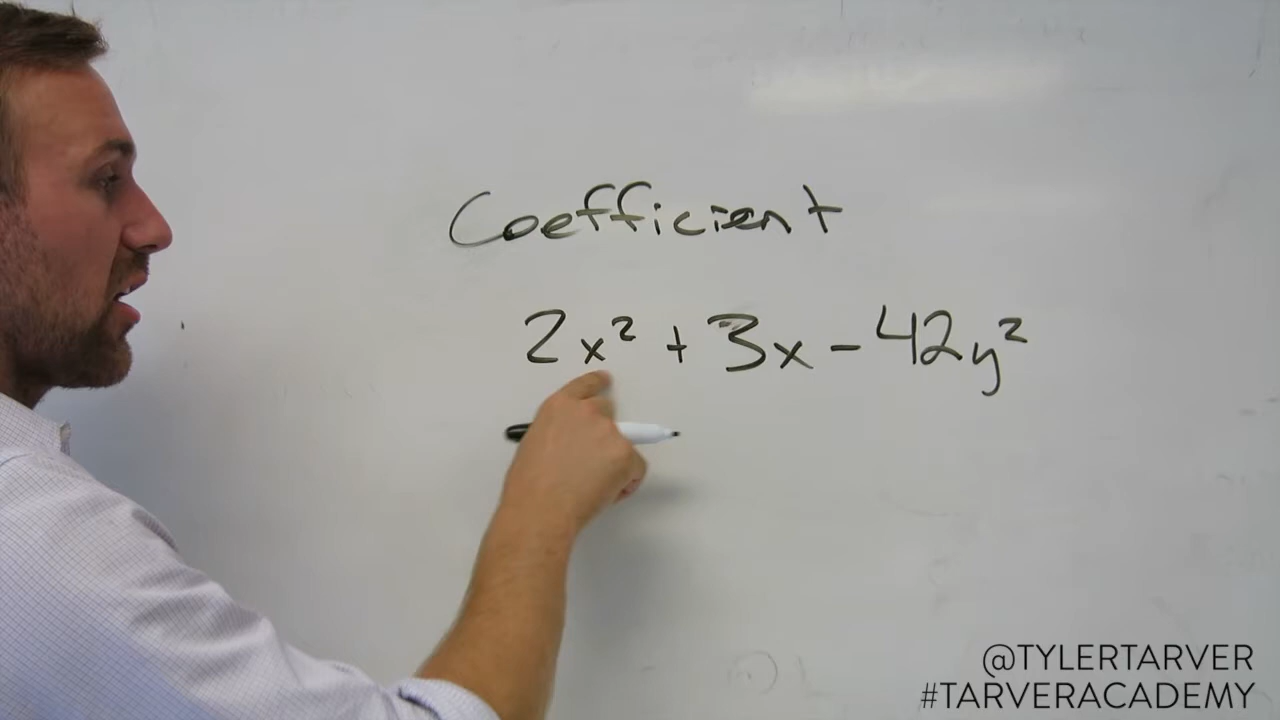 Coefficient
2x² + 3x - 42y²
@TYLERTARVER
#TARVERACADEMY